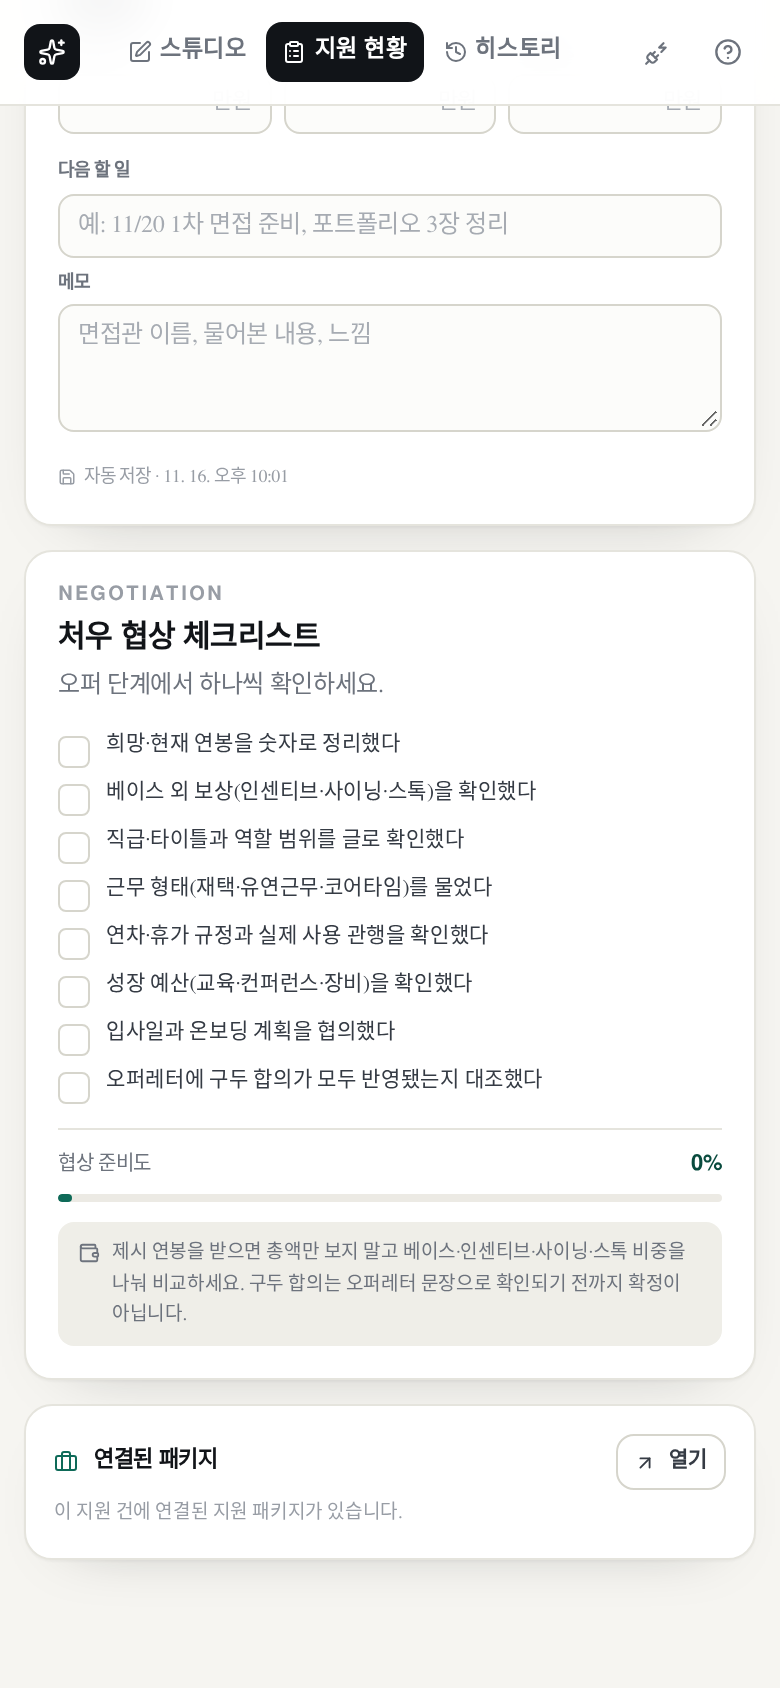 스튜디오
지원 현황
히스토리
다음 할 일
예: 11/20 1차 면접 준비, 포트폴리오 3장 정리
메모
면접관 이름, 물어본 내용, 느낌
자동 저장 · 11. 16. 오후 10:01
NEGOTIATION
처우 협상 체크리스트
오퍼 단계에서 하나씩 확인하세요.
희망·현재 연봉을 숫자로 정리했다
베이스 외 보상(인센티브·사이닝·스톡)을 확인했다
직급·타이틀과 역할 범위를 글로 확인했다
근무 형태(재택·유연근무·코어타임)를 물었다
연차·휴가 규정과 실제 사용 관행을 확인했다
성장 예산(교육·컨퍼런스·장비)을 확인했다
입사일과 온보딩 계획을 협의했다
오퍼레터에 구두 합의가 모두 반영됐는지 대조했다
협상 준비도 0%
제시 연봉을 받으면 총액만 보지 말고 베이스·인센티브·사이닝·스톡 비중을
나눠 비교하세요. 구두 합의는 오퍼레터 문장으로 확인되기 전까지 확정이
아닙니다.
연결된 패키지
열기
이 지원 건에 연결된 지원 패키지가 있습니다.